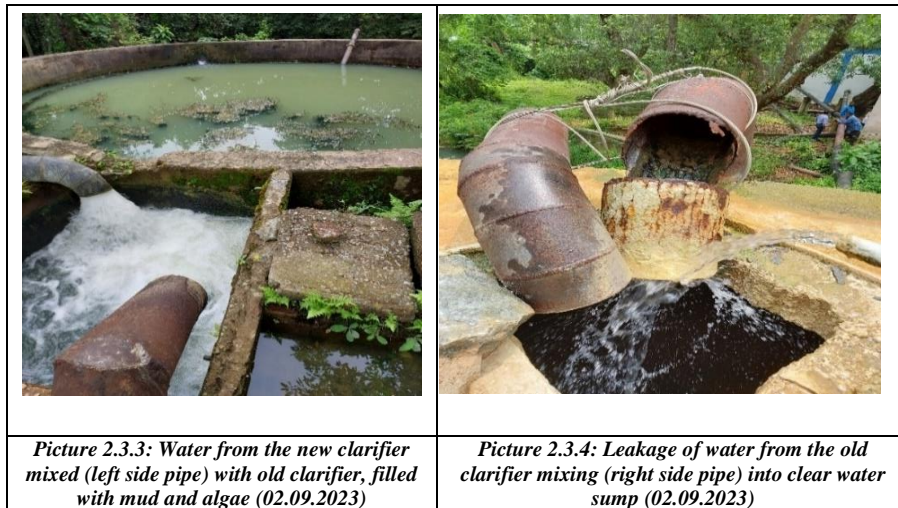 Picture 2.3.3: Water from the new clarifier
mixed (left side pipe) with old clarifier, filled
with mud and algae (02.09.2023)
Picture 2.3.4: Leakage of water from the old
clarifier mixing (right side pipe) into clear water
sump (02.09.2023)